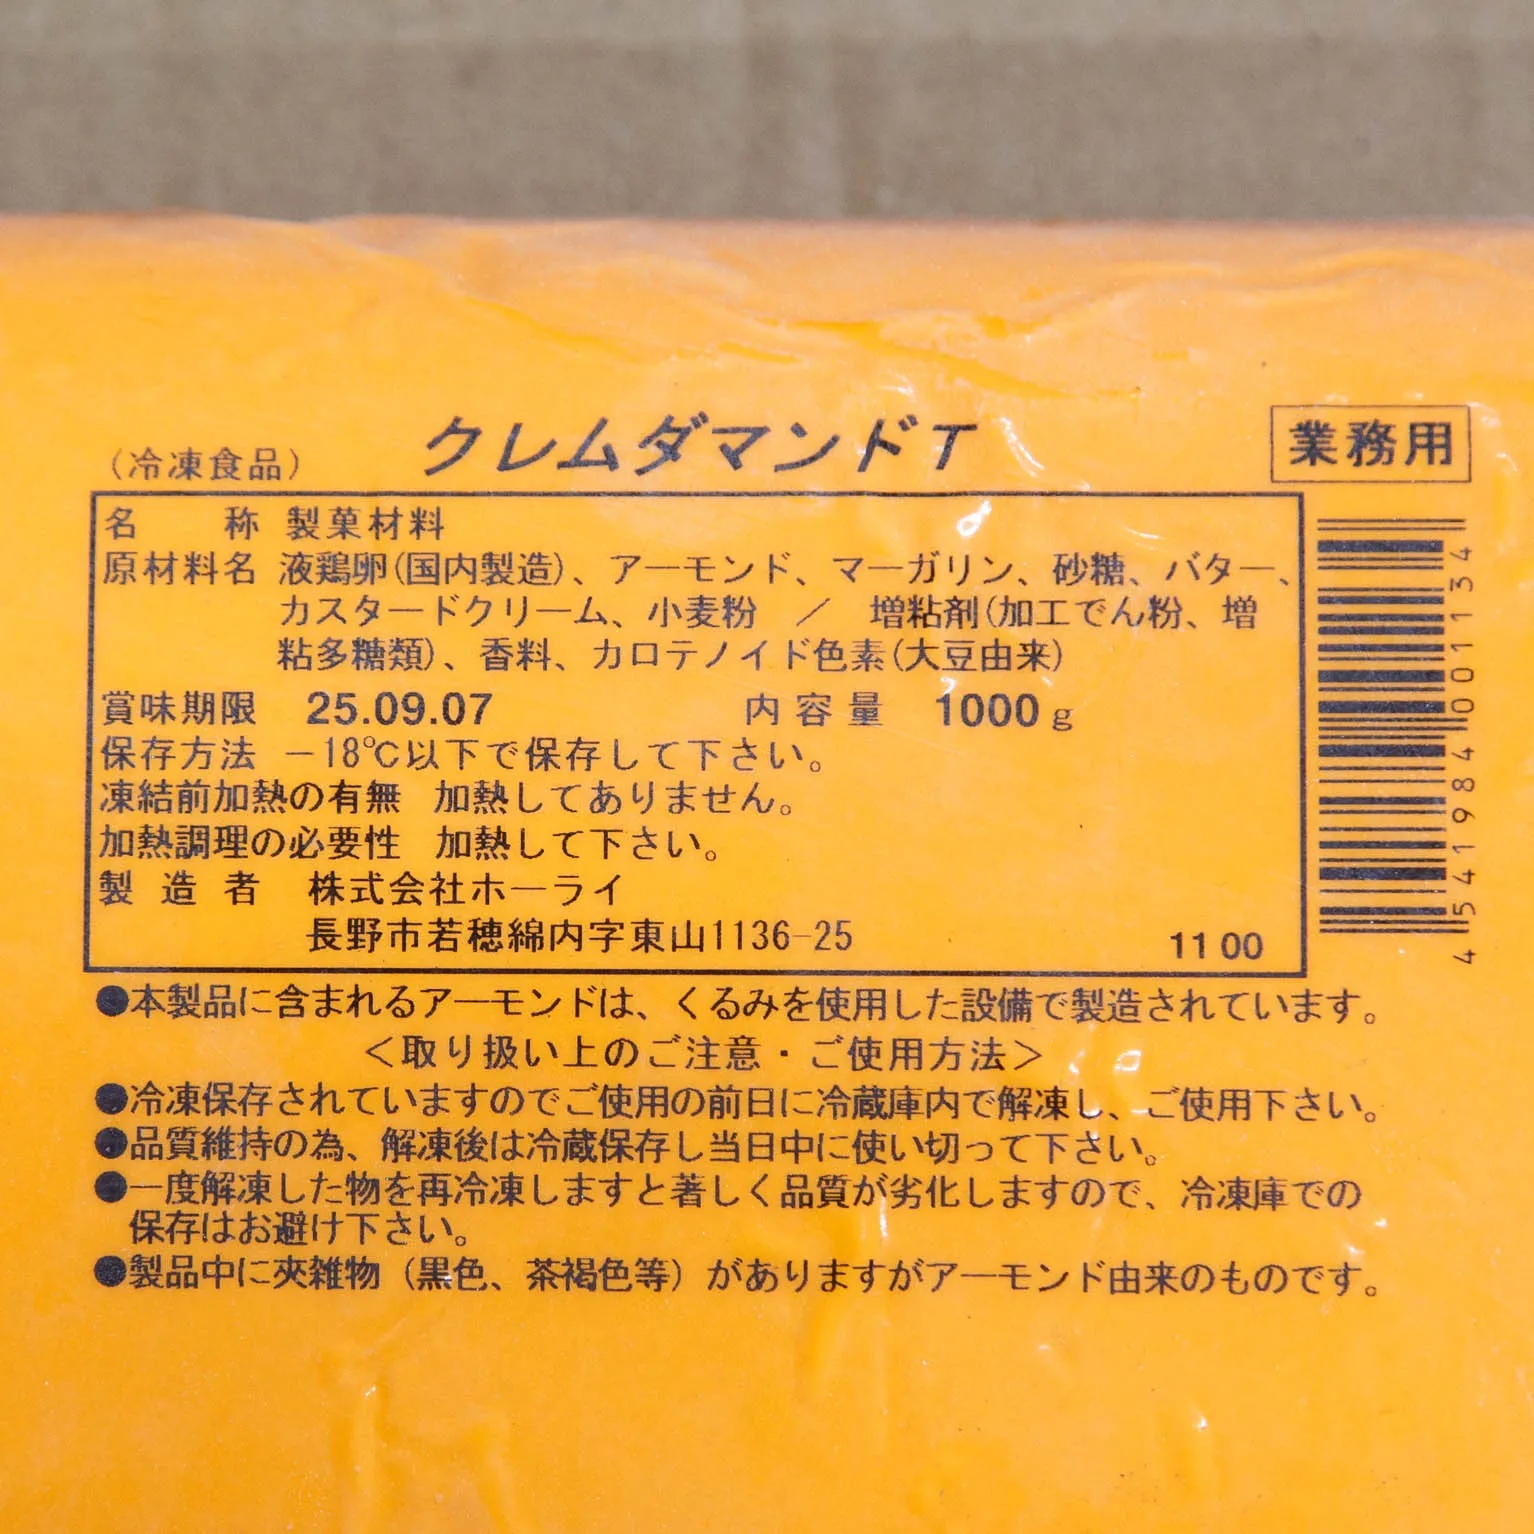 (冷凍食品) クレムダマンドT 業務用
名　　称 製菓材料
原材料名 液鶏卵(国内製造)、アーモンド、マーガリン、砂糖、バター、
カスタードクリーム、小麦粉 ／ 増粘剤(加工でん粉、増
粘多糖類)、香料、カロテノイド色素(大豆由来)
賞味期限 25.09.07 内容量 1000g
保存方法 −18℃以下で保存して下さい。
凍結前加熱の有無 加熱してありません。
加熱調理の必要性 加熱して下さい。
製造者 株式会社ホーライ
長野市若穂綿内字東山1136-25 11 00
4541984001134
●本製品に含まれるアーモンドは、くるみを使用した設備で製造されています。
＜取り扱い上のご注意・ご使用方法＞
●冷凍保存されていますのでご使用の前日に冷蔵庫内で解凍し、ご使用下さい。
●品質維持の為、解凍後は冷蔵保存し当日中に使い切って下さい。
●一度解凍した物を再冷凍しますと著しく品質が劣化しますので、冷凍庫での
保存はお避け下さい。
●製品中に夾雑物（黒色、茶褐色等）がありますがアーモンド由来のものです。